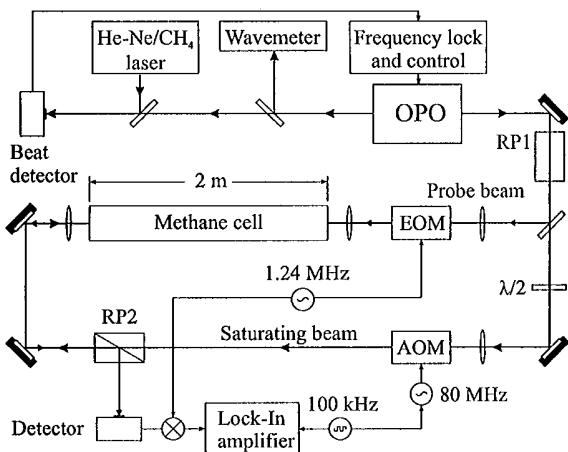 He-Ne/CH₄
laser
Wavemeter
Frequency lock
and control
OPO
RP1
Beat
detector
2 m
Probe beam
Methane cell
EOM
1.24 MHz
λ/2
RP2
Saturating beam
AOM
100 kHz
80 MHz
Detector
Lock-In
amplifier